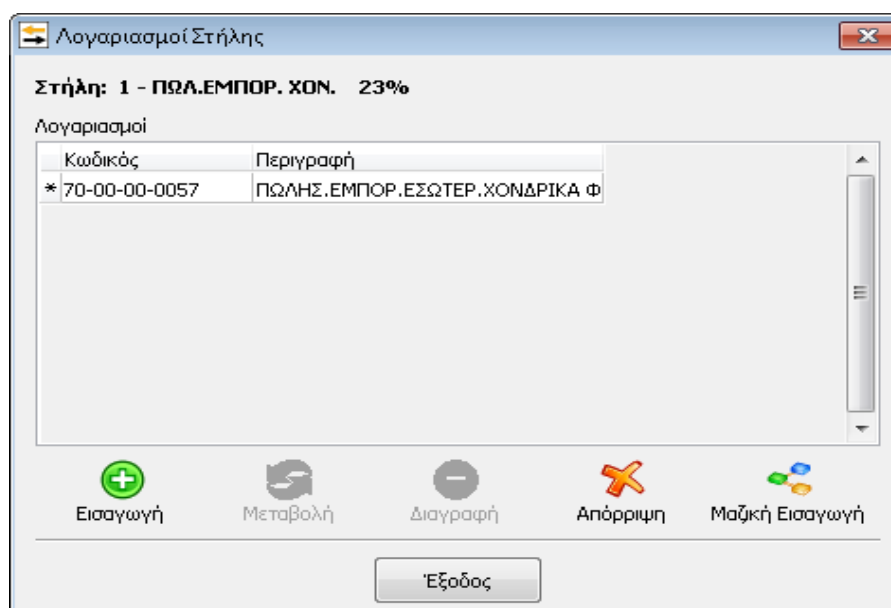 Λογαριασμοί Στήλης
Στήλη: 1 - ΠΩΛ.ΕΜΠΟΡ. ΧΟΝ. 23%
Λογαριασμοί
Κωδικός Περιγραφή
* 70-00-00-0057 ΠΩΛΗΣ.ΕΜΠΟΡ.ΕΣΩΤΕΡ.ΧΟΝΔΡΙΚΑ Φ
Εισαγωγή Μεταβολή Διαγραφή Απόρριψη Μαζική Εισαγωγή
Έξοδος